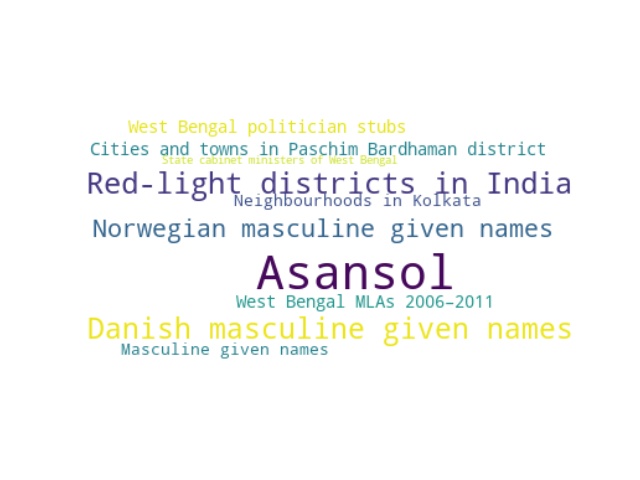 West Bengal politician stubs
Cities and towns in Paschim Bardhaman district
State cabinet ministers of West Bengal
Red-light districts in India
Neighbourhoods in Kolkata
Norwegian masculine given names
Asansol
West Bengal MLAs 2006–2011
Danish masculine given names
Masculine given names